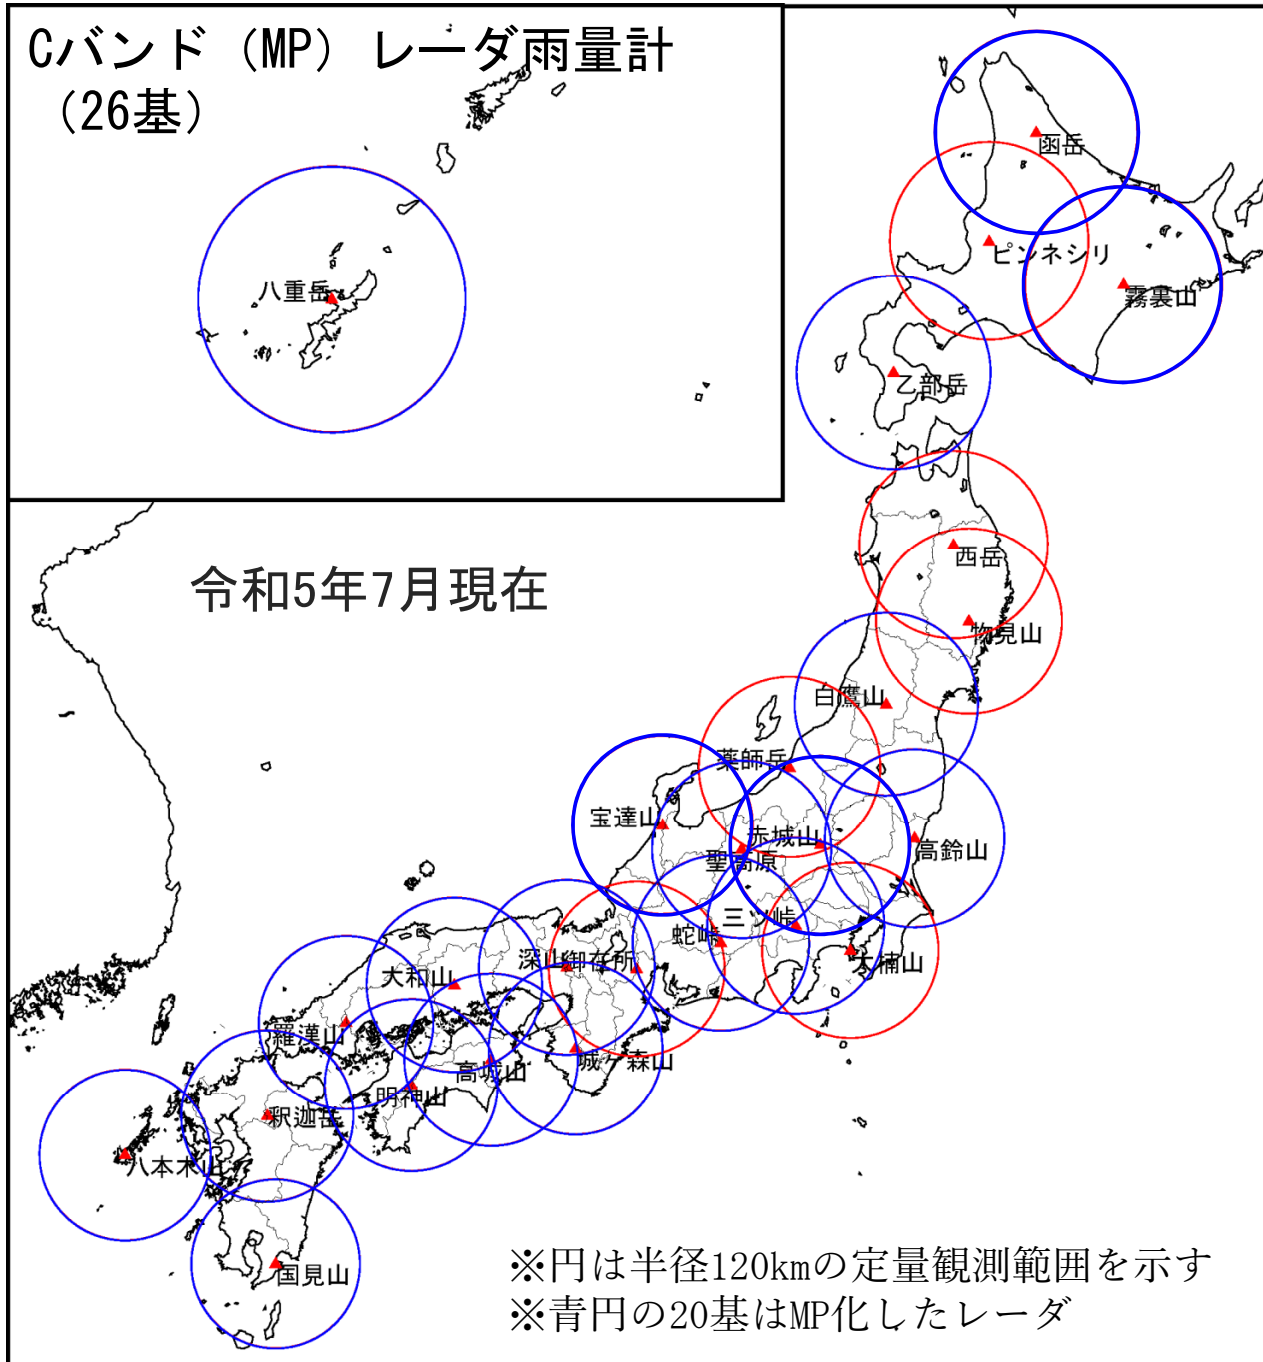 Cバンド（MP）レーダ雨量計
（26基）
函岳
ピンネシリ
霧裏山
八重岳
乙部岳
西岳
令和5年7月現在
物見山
白鷹山
薬師岳
宝達山
赤城山
聖高原
高鈴山
三ッ峠
蛇峠
大楠山
深山
御在所
大和山
羅漢山
城ヶ森山
高城山
明神山
釈迦岳
八本木山
国見山
※円は半径120kmの定量観測範囲を示す
※青円の20基はMP化したレーダ